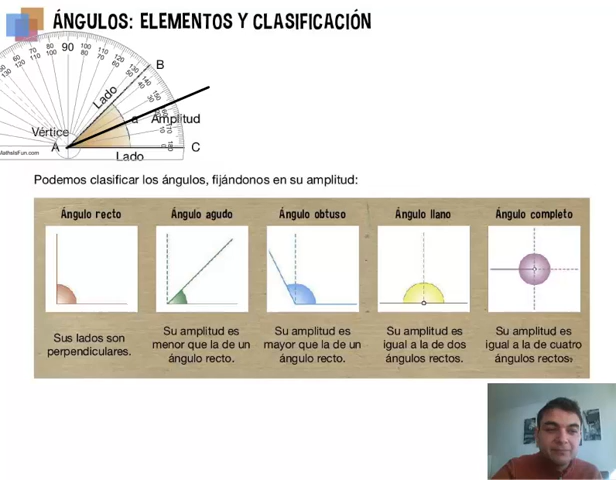 ÁNGULOS: ELEMENTOS Y CLASIFICACIÓN
90
B
Lado
a
Amplitud
Vértice
A
C
Lado
MathsIsFun.com
Podemos clasificar los ángulos, fijándonos en su amplitud:
Ángulo recto
Sus lados son
perpendiculares.
Ángulo agudo
Su amplitud es
menor que la de un
ángulo recto.
Ángulo obtuso
Su amplitud es
mayor que la de un
ángulo recto.
Ángulo llano
Su amplitud es
igual a la de dos
ángulos rectos.
Ángulo completo
Su amplitud es
igual a la de cuatro
ángulos rectos.